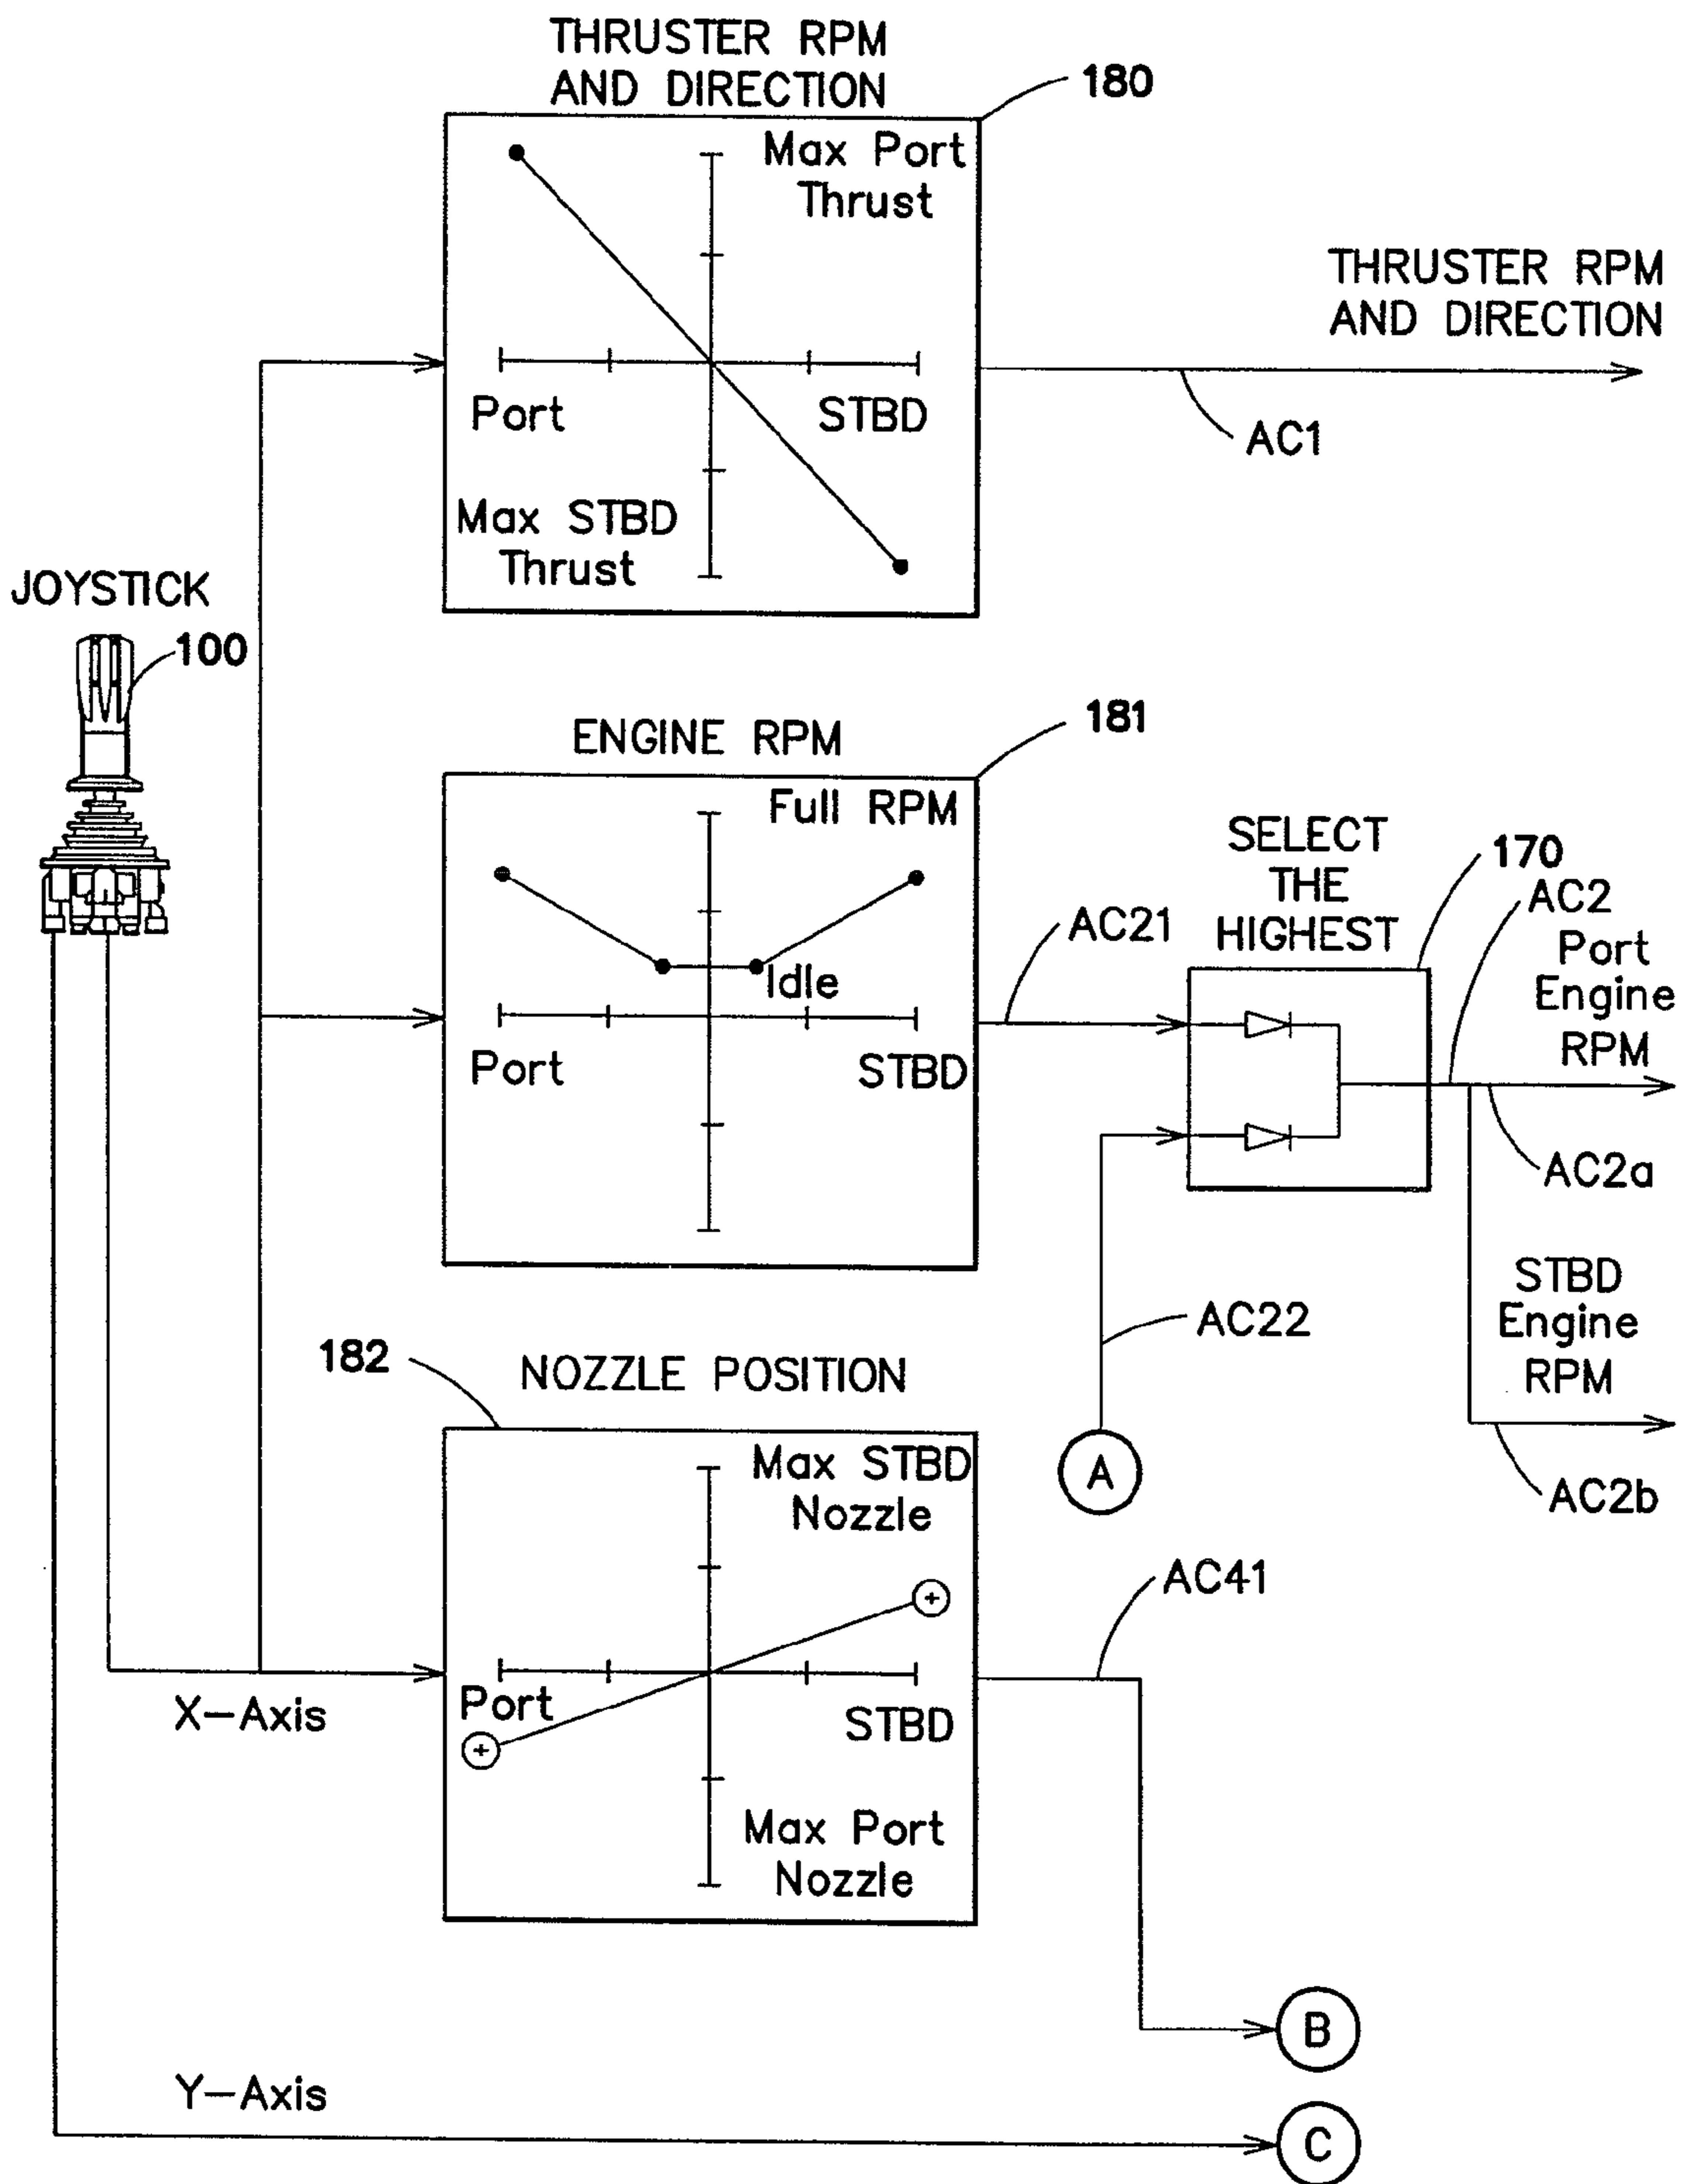 THRUSTER RPM
AND DIRECTION
180
Max Port
Thrust
Port
STBD
Max STBD
Thrust
THRUSTER RPM
AND DIRECTION
AC1
JOYSTICK
100
ENGINE RPM
181
Full RPM
Idle
Port
STBD
AC21
SELECT
THE
HIGHEST
170
AC2
Port
Engine
RPM
AC2a
STBD
Engine
RPM
AC2b
AC22
A
182
NOZZLE POSITION
Max STBD
Nozzle
Port
STBD
Max Port
Nozzle
AC41
X-Axis
B
Y-Axis
C